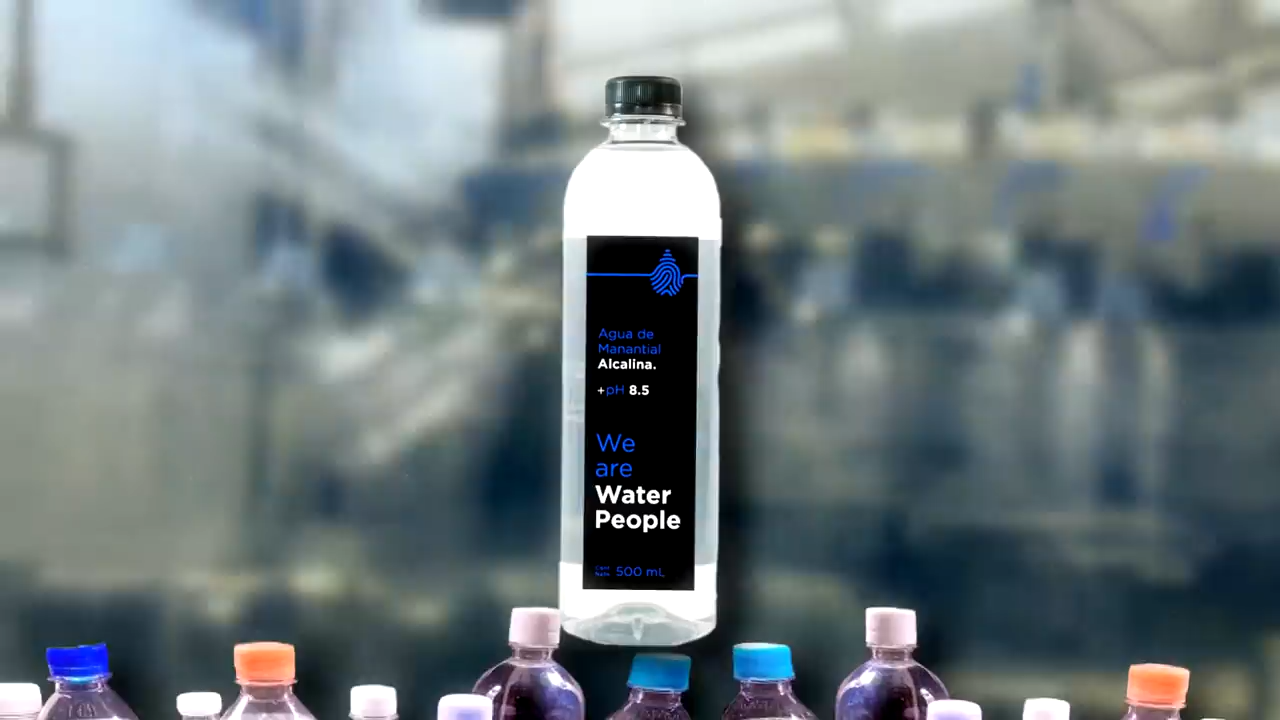 Agua de
Manantial
Alcalina.
+pH 8.5
We
are
Water
People
500 mL